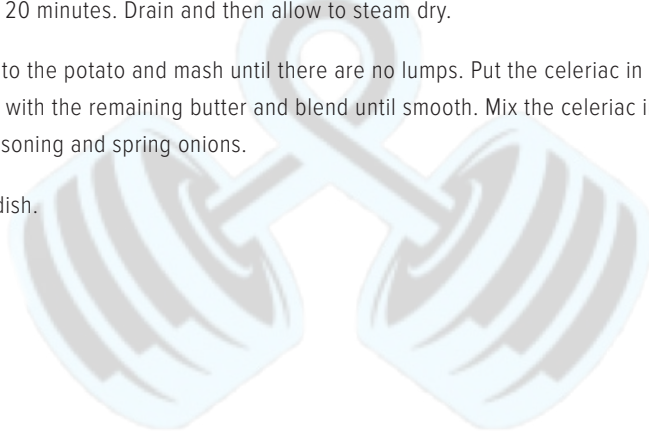 20 minutes. Drain and then allow to steam dry.
to the potato and mash until there are no lumps. Put the celeriac in
with the remaining butter and blend until smooth. Mix the celeriac i
soning and spring onions.
dish.